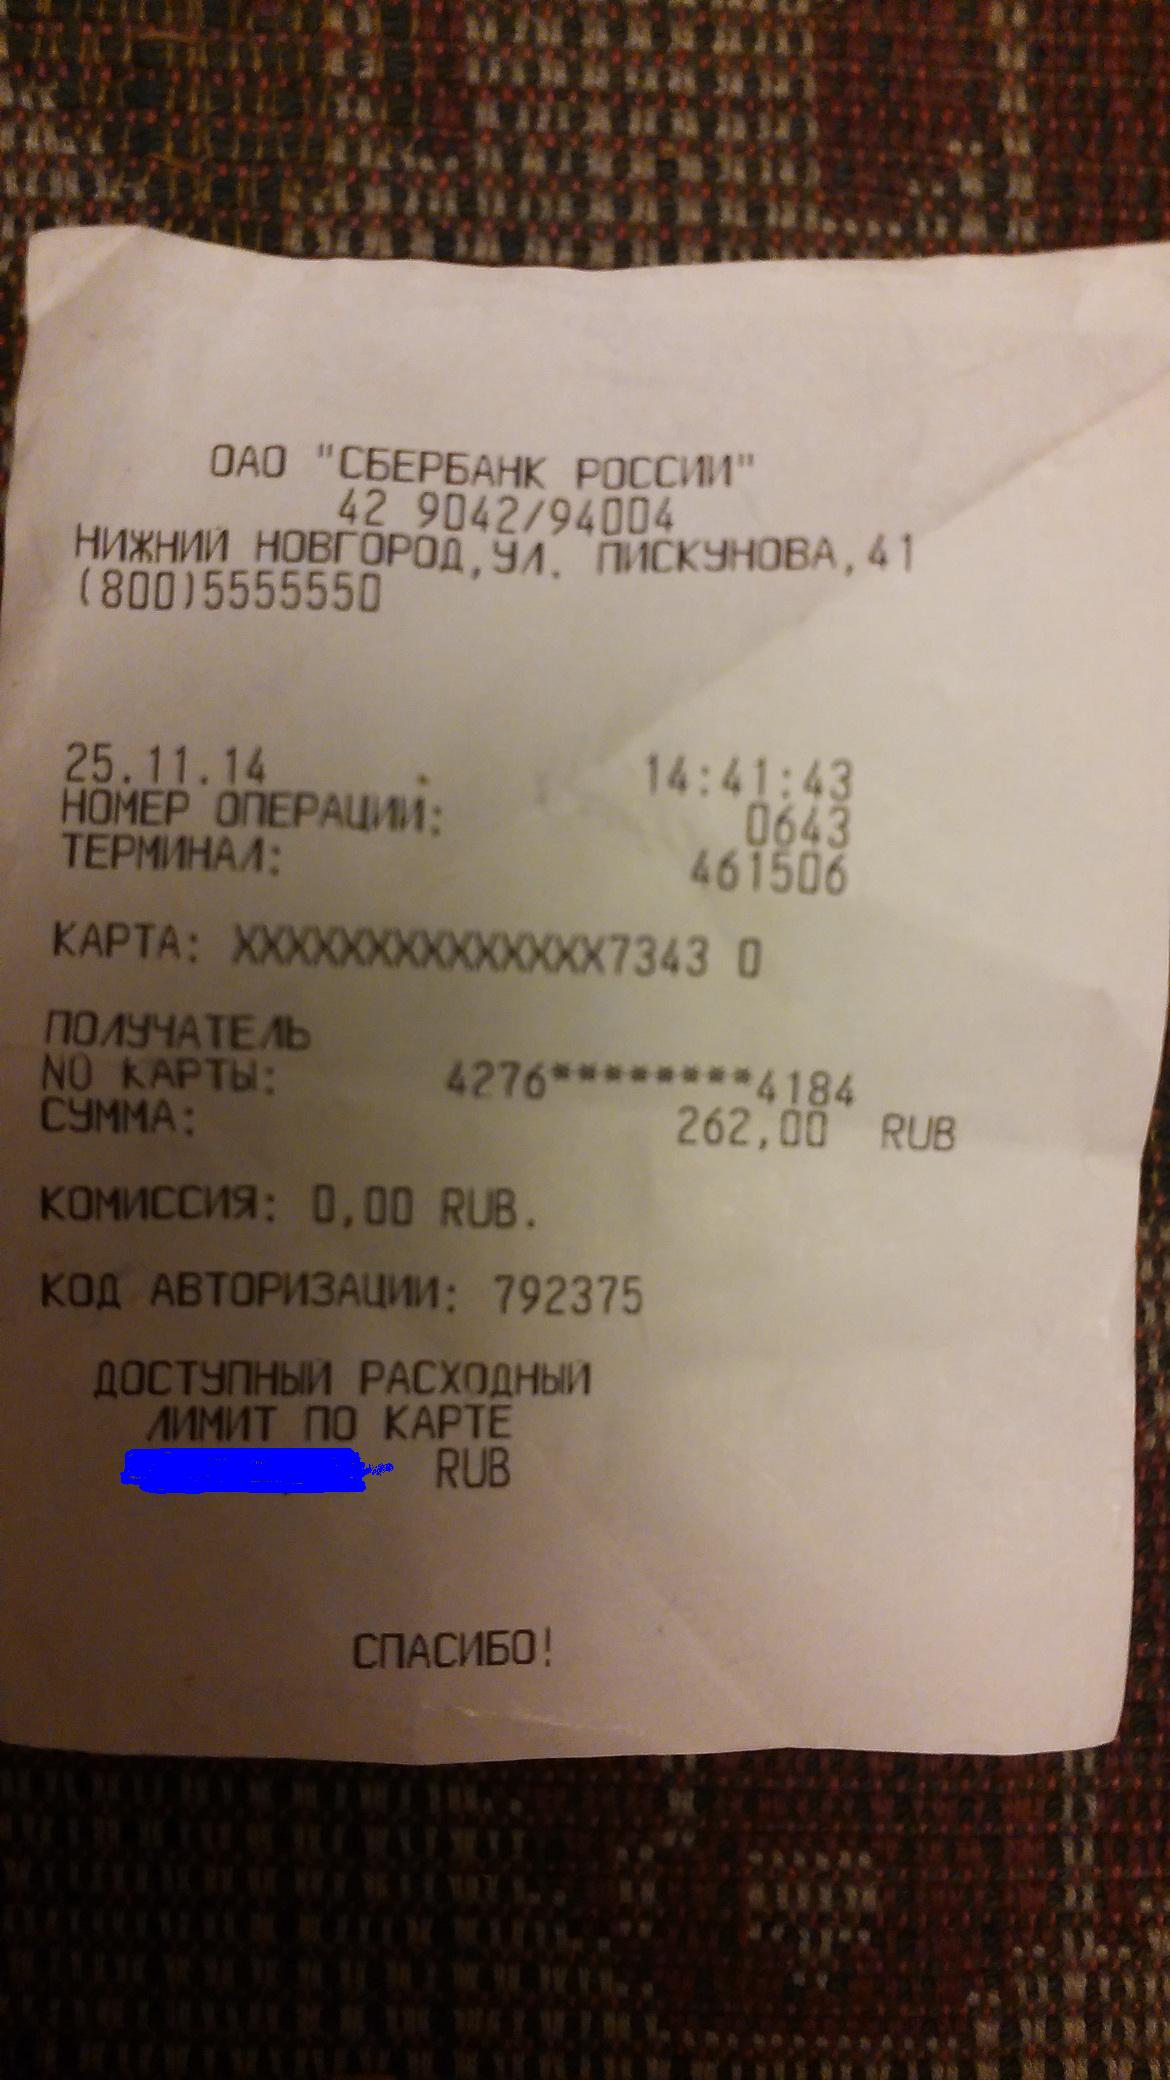 ОАО "СБЕРБАНК РОССИИ"
42 9042/94004
НИЖНИЙ НОВГОРОД,УЛ. ПИСКУНОВА,41
(800)5555550
25.11.14 14:41:43
НОМЕР ОПЕРАЦИИ: 0643
ТЕРМИНАЛ: 461506
КАРТА: XXXXXXXXXXXXXX7343 0
ПОЛУЧАТЕЛЬ
NO КАРТЫ: 4276********4184
СУММА: 262,00 RUB
КОМИССИЯ: 0,00 RUB.
КОД АВТОРИЗАЦИИ: 792375
ДОСТУПНЫЙ РАСХОДНЫЙ
ЛИМИТ ПО КАРТЕ
RUB
СПАСИБО!